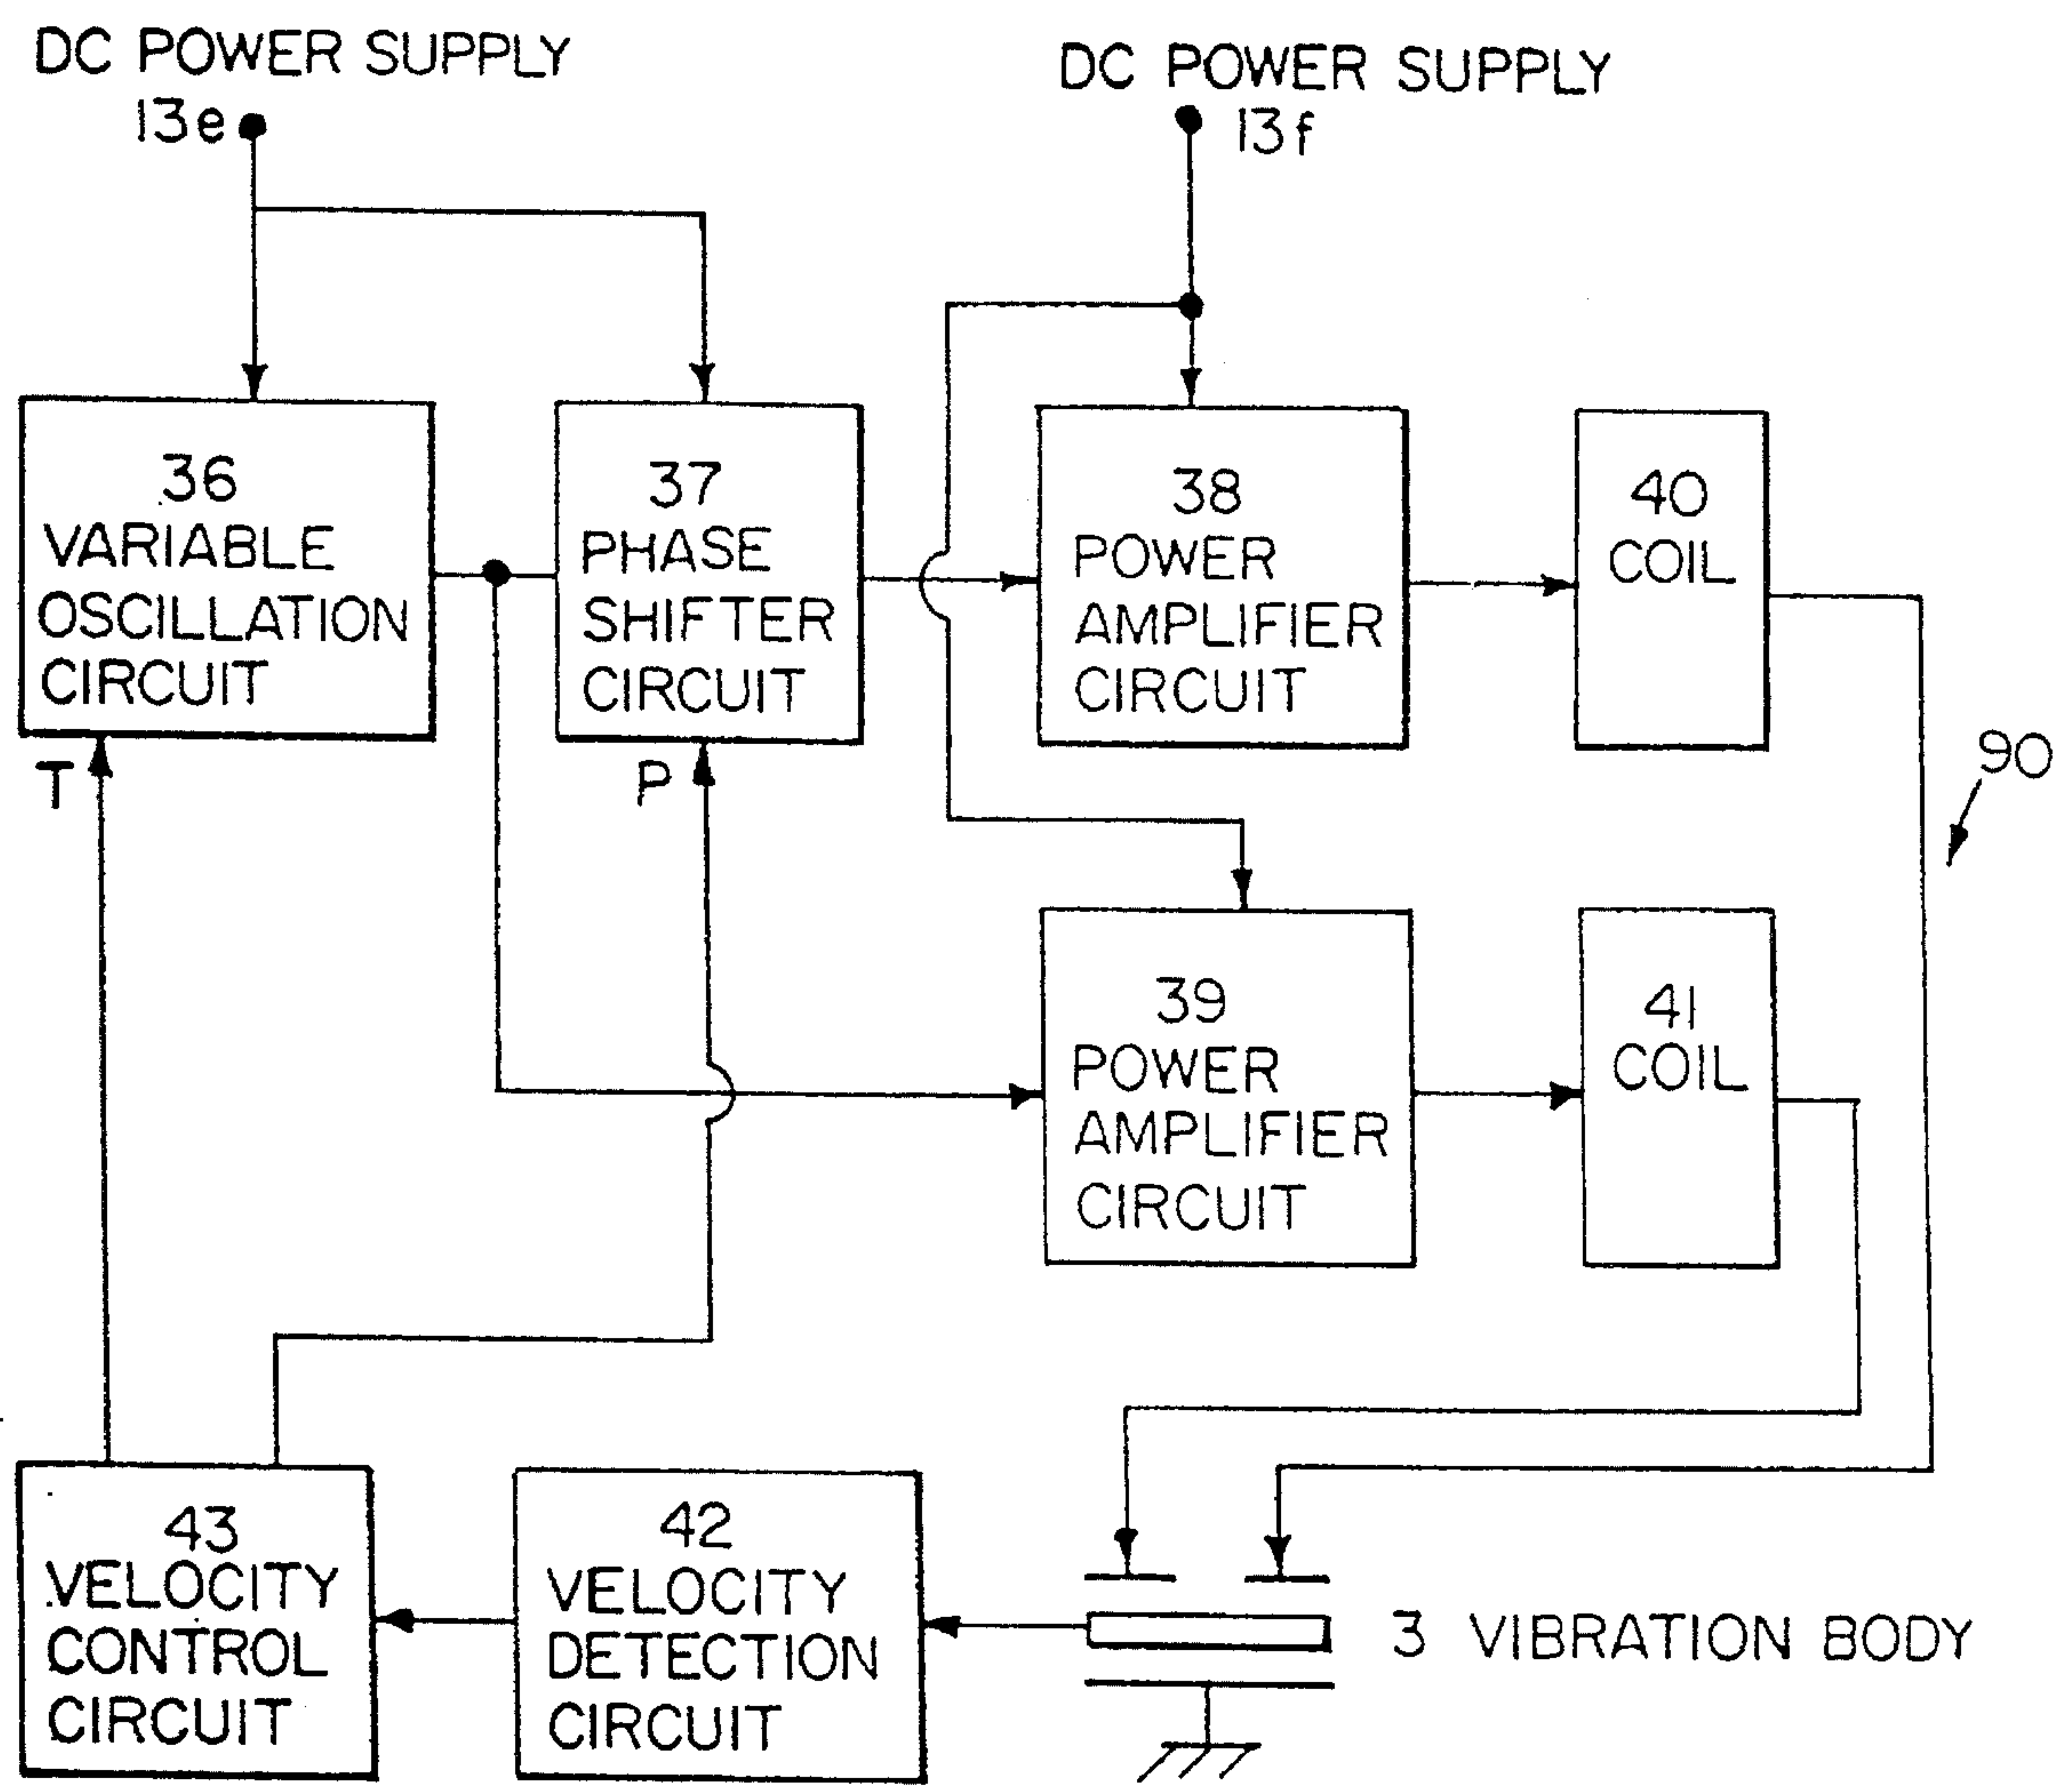 DC POWER SUPPLY
13e
DC POWER SUPPLY
13f
36
VARIABLE
OSCILLATION
CIRCUIT
37
PHASE
SHIFTER
CIRCUIT
38
POWER
AMPLIFIER
CIRCUIT
40
COIL
T
P
90
39
POWER
AMPLIFIER
CIRCUIT
41
COIL
43
VELOCITY
CONTROL
CIRCUIT
42
VELOCITY
DETECTION
CIRCUIT
3 VIBRATION BODY